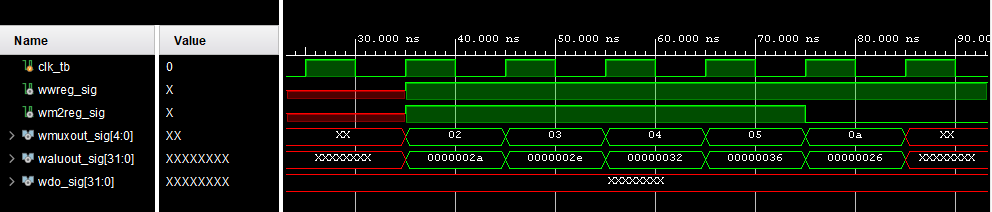 Name Value
30.000 ns 40.000 ns 50.000 ns 60.000 ns 70.000 ns 80.000 ns 90.0
clk_tb 0
wwreg_sig X
wm2reg_sig X
wmuxout_sig[4:0] XX XX 02 03 04 05 0a XX
waluout_sig[31:0] XXXXXXXX XXXXXXXX 0000002a 0000002e 00000032 00000036 00000026 XXXXXXXX
wdo_sig[31:0] XXXXXXXX XXXXXXXX